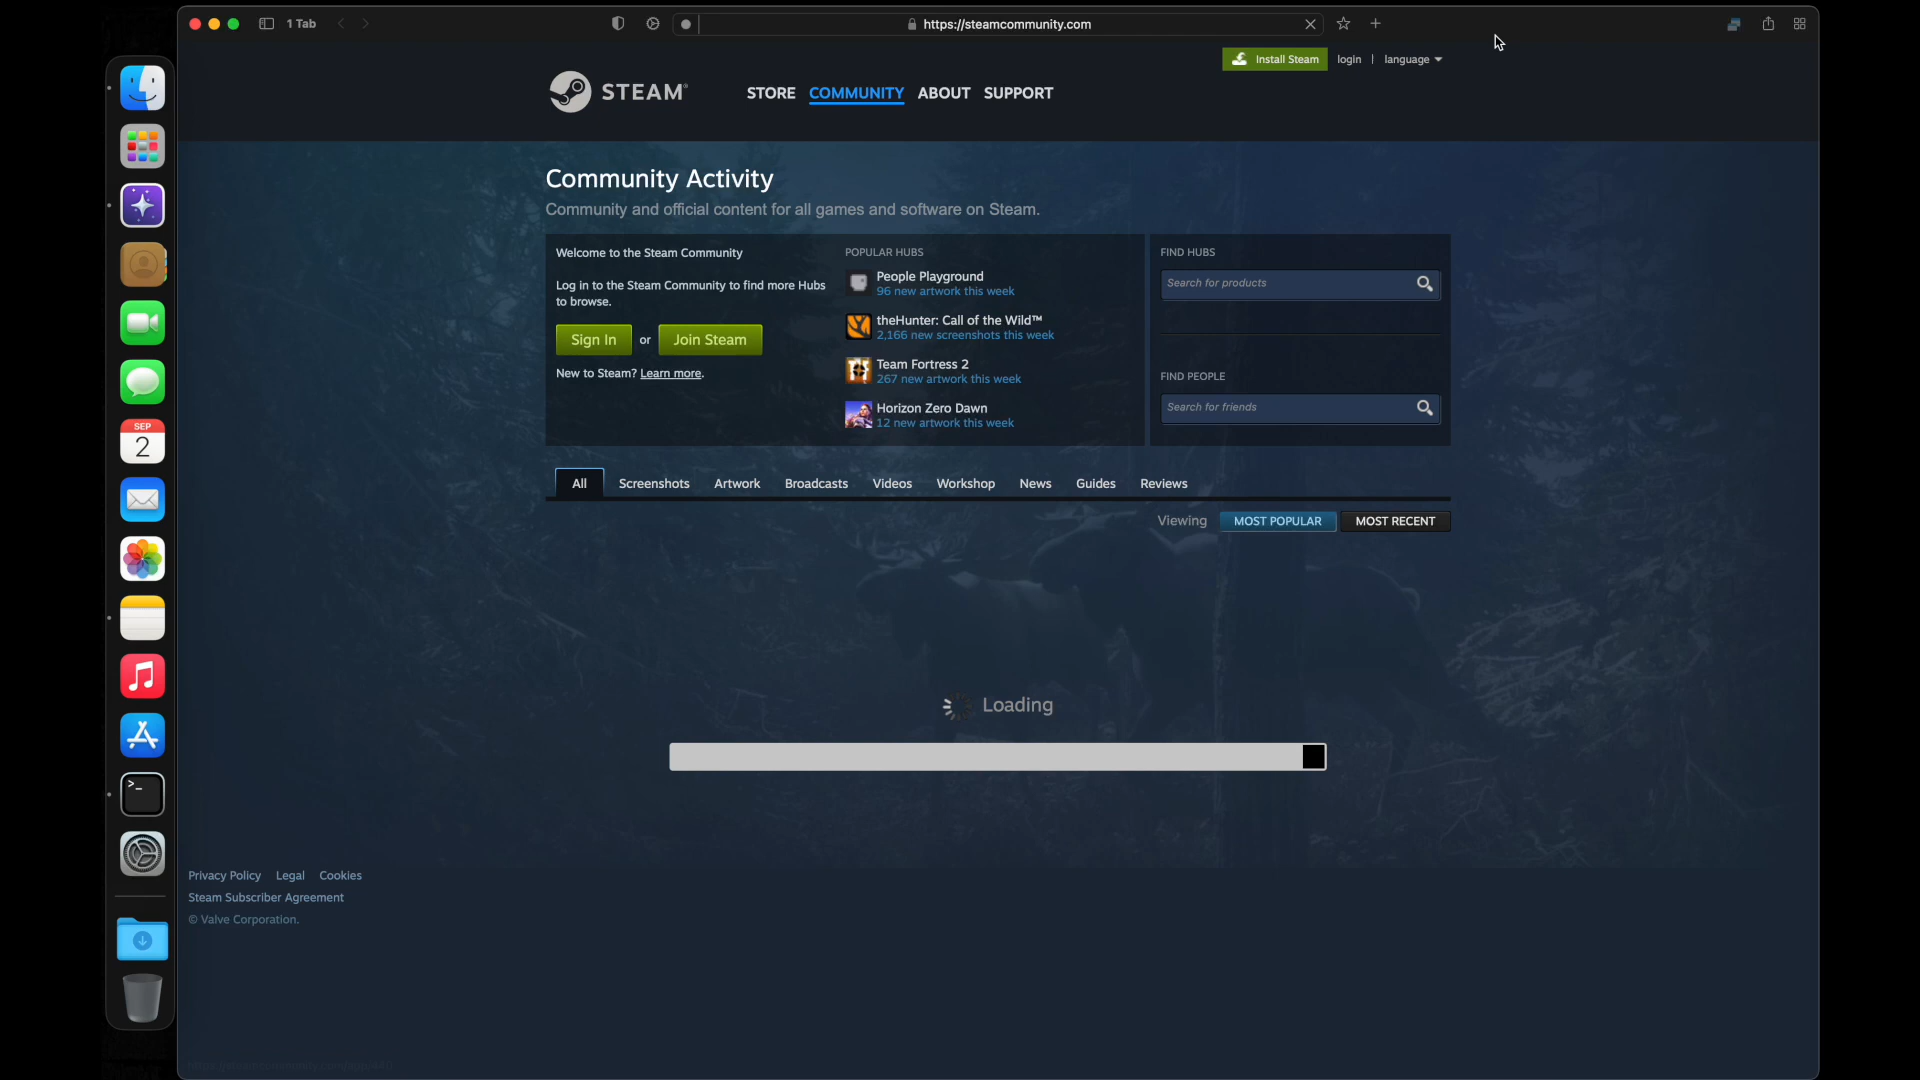 1 Tab
https://steamcommunity.com
Install Steam
login | language
STEAM®
STORE COMMUNITY ABOUT SUPPORT
Community Activity
Community and official content for all games and software on Steam.
Welcome to the Steam Community
Log in to the Steam Community to find more Hubs
to browse.
Sign In or Join Steam
New to Steam? Learn more.
POPULAR HUBS
People Playground
96 new artwork this week
theHunter: Call of the Wild™
2,166 new screenshots this week
Team Fortress 2
267 new artwork this week
Horizon Zero Dawn
12 new artwork this week
FIND HUBS
Search for products
FIND PEOPLE
Search for friends
All Screenshots Artwork Broadcasts Videos Workshop News Guides Reviews
Viewing MOST POPULAR MOST RECENT
Loading
SEP
2
>_
Privacy Policy Legal Cookies
Steam Subscriber Agreement
© Valve Corporation.